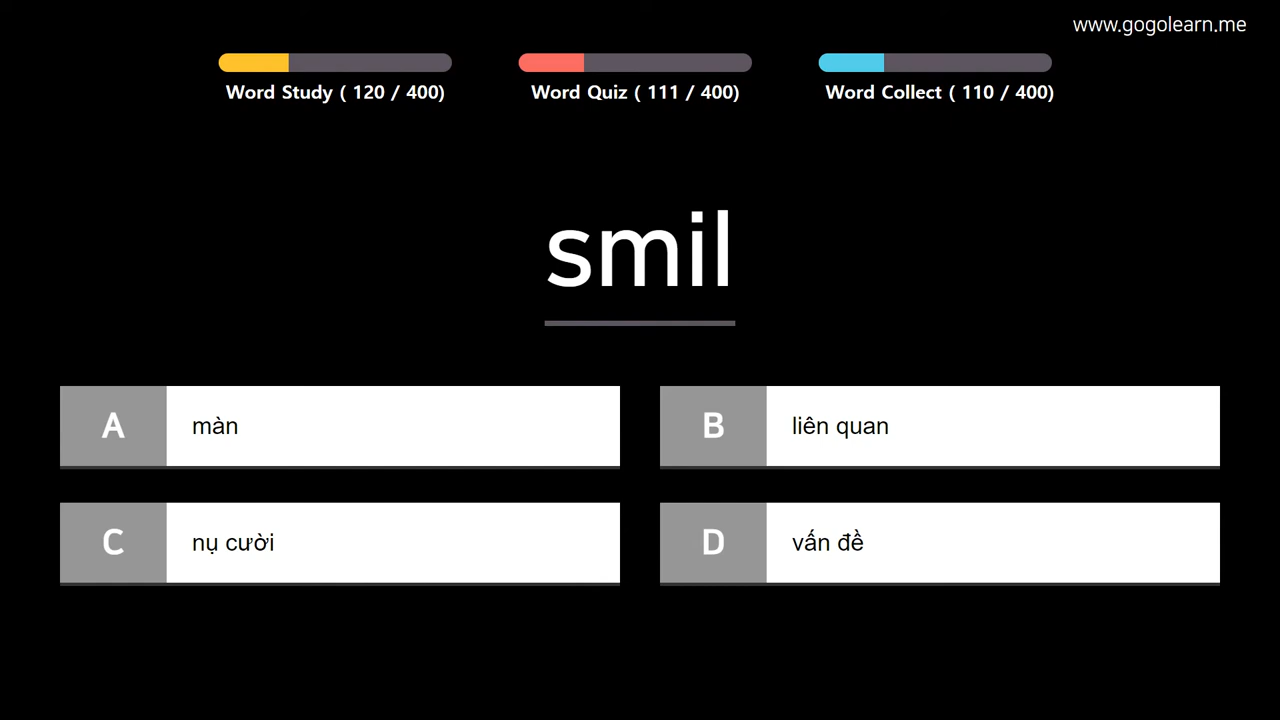 www.gogolearn.me
Word Study ( 120 / 400)
Word Quiz ( 111 / 400)
Word Collect ( 110 / 400)
smil
A màn
B liên quan
C nụ cười
D vấn đề